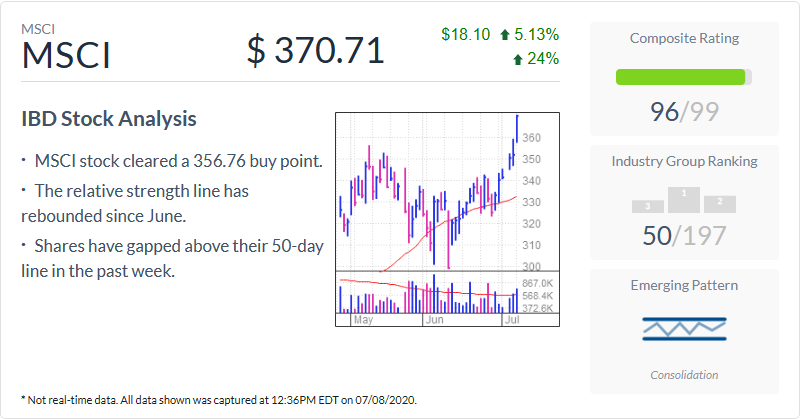 MSCI
MSCI
$ 370.71
$18.10 5.13%
24%
IBD Stock Analysis
· MSCI stock cleared a 356.76 buy point.
· The relative strength line has
rebounded since June.
· Shares have gapped above their 50-day
line in the past week.
360
350
340
330
320
310
300
867.0K
568.4K
372.6K
May
Jun
Jul
* Not real-time data. All data shown was captured at 12:36PM EDT on 07/08/2020.
Composite Rating
96/99
Industry Group Ranking
3 1 2
50/197
Emerging Pattern
Consolidation